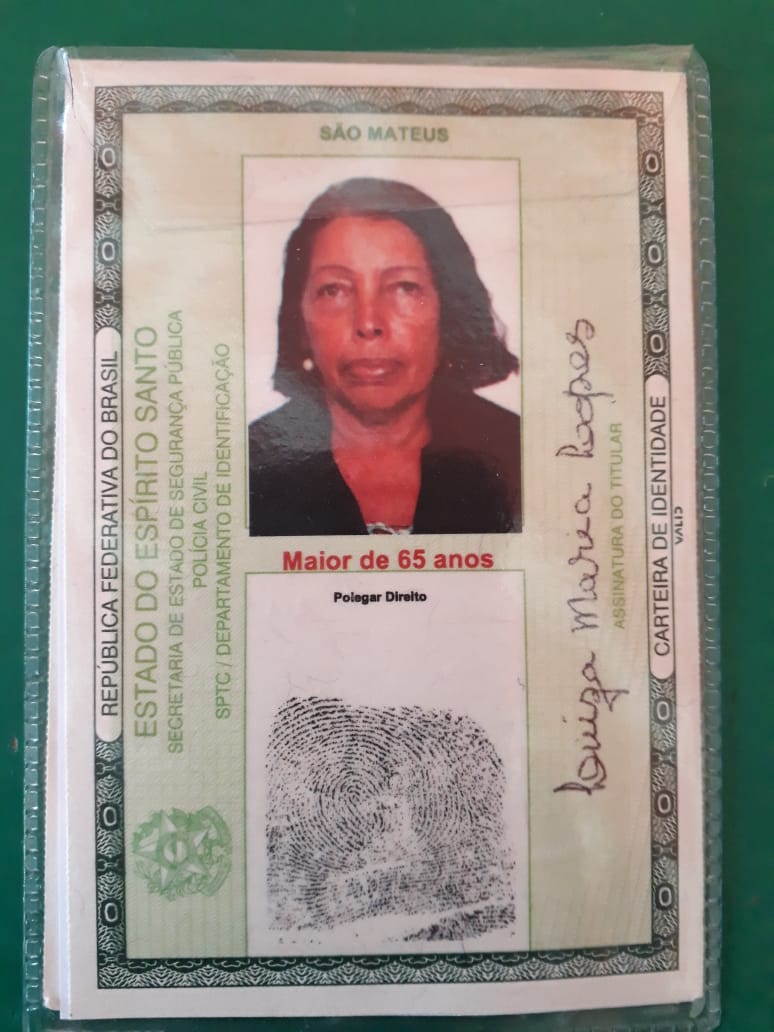 SÃO MATEUS
REPÚBLICA FEDERATIVA DO BRASIL
ESTADO DO ESPÍRITO SANTO
SECRETARIA DE ESTADO DE SEGURANÇA PÚBLICA
POLÍCIA CIVIL
SPTC / DEPARTAMENTO DE IDENTIFICAÇÃO
Maior de 65 anos
Polegar Direito
Luiza Maria Lopes
ASSINATURA DO TITULAR
CARTEIRA DE IDENTIDADE
VALID